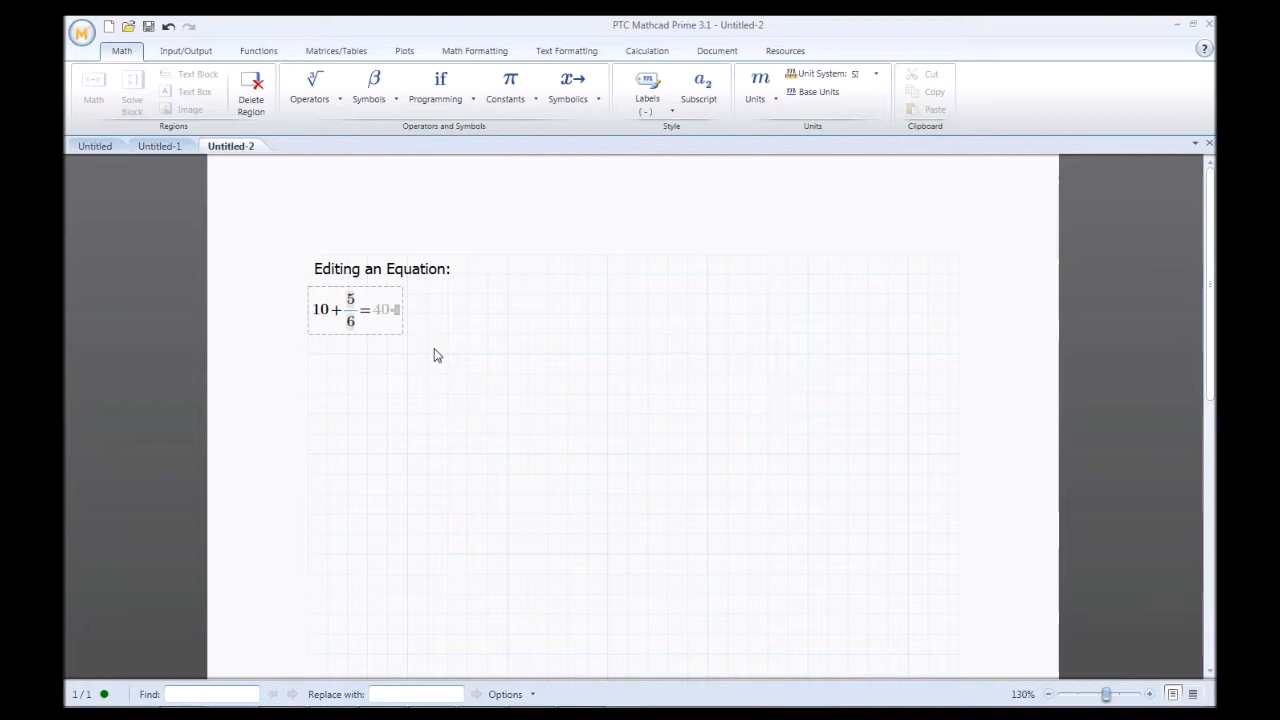 PTC Mathcad Prime 3.1 - Untitled-2
Math Input/Output Functions Matrices/Tables Plots Math Formatting Text Formatting Calculation Document Resources
Math
Solve Block
Text Block
Text Box
Image
Delete Region
Operators
Symbols
Programming
Constants
Symbolics
Labels (-)
Subscript
Units
Unit System: SI
Base Units
Cut
Copy
Paste
Regions Operators and Symbols Style Units Clipboard
Untitled Untitled-1 Untitled-2
Editing an Equation:
10 + 5/6 = 40
1 / 1 Find: Replace with: Options 130%